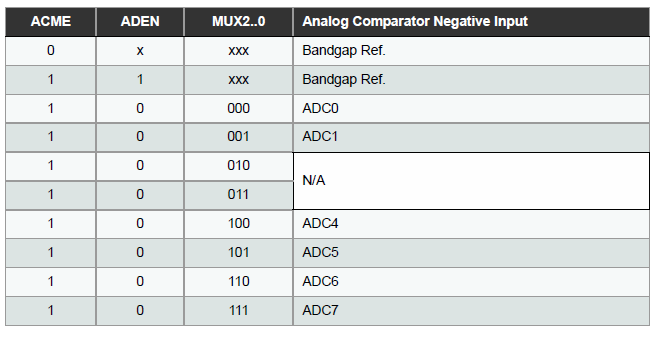 ACME ADEN MUX2..0 Analog Comparator Negative Input
0 x xxx Bandgap Ref.
1 1 xxx Bandgap Ref.
1 0 000 ADC0
1 0 001 ADC1
1 0 010 N/A
1 0 011
1 0 100 ADC4
1 0 101 ADC5
1 0 110 ADC6
1 0 111 ADC7